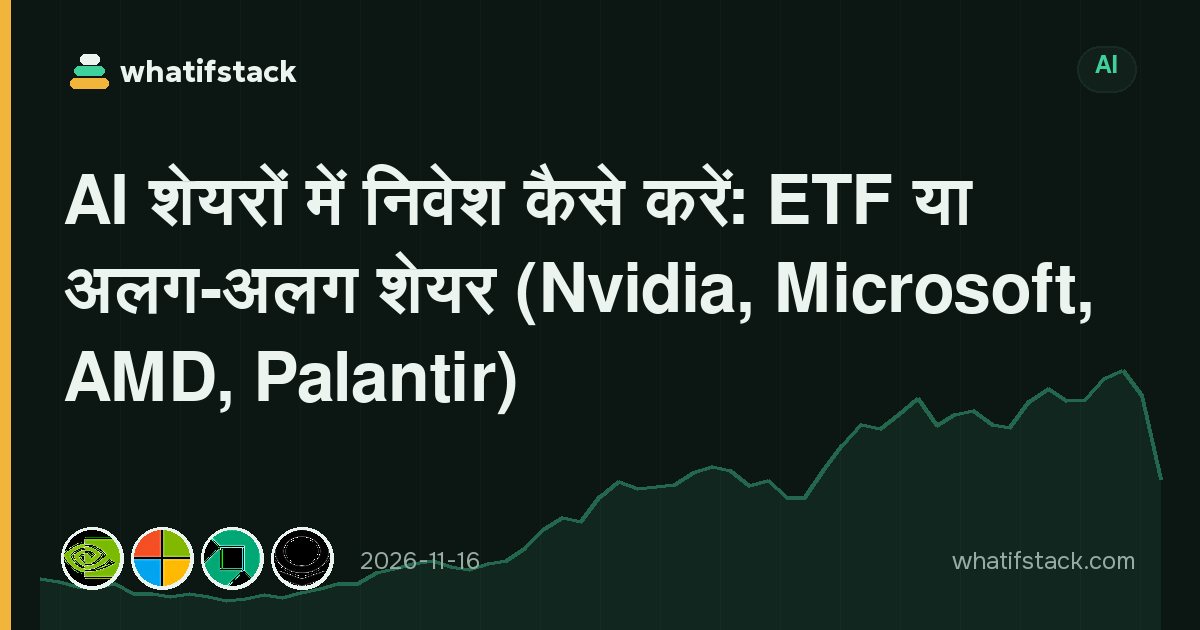 whatifstack
AI
AI शेयरों में निवेश कैसे करें: ETF या
अलग-अलग शेयर (Nvidia, Microsoft,
AMD, Palantir)
2026-11-16
whatifstack.com